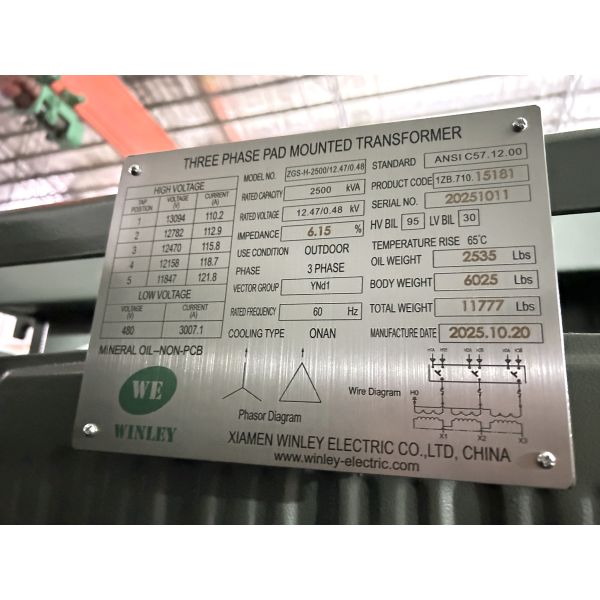 THREE PHASE PAD MOUNTED TRANSFORMER
HIGH VOLTAGE
TAP POSITION VOLTAGE (V) CURRENT (A)
1 13094 110.2
2 12782 112.9
3 12470 115.8
4 12158 118.7
5 11847 121.8
LOW VOLTAGE
VOLTAGE (V) CURRENT (A)
480 3007.1
MINERAL OIL--NON-PCB
WE
WINLEY
MODEL NO. ZGS-H-2500/12.47/0.48
RATED CAPACITY 2500 kVA
RATED VOLTAGE 12.47/0.48 kV
IMPEDANCE 6.15 %
USE CONDITION OUTDOOR
PHASE 3 PHASE
VECTOR GROUP YNd1
RATED FREQUENCY 60 Hz
COOLING TYPE ONAN
Phasor Diagram
STANDARD ANSI C57.12.00
PRODUCT CODE 1ZB.710.15181
SERIAL NO. 20251011
HV BIL 95 LV BIL 30
TEMPERATURE RISE 65℃
OIL WEIGHT 2535 Lbs
BODY WEIGHT 6025 Lbs
TOTAL WEIGHT 11777 Lbs
MANUFACTURE DATE 2025.10.20
Wire Diagram
H0
X1 X2 X3
XIAMEN WINLEY ELECTRIC CO.,LTD, CHINA
www.winley-electric.com